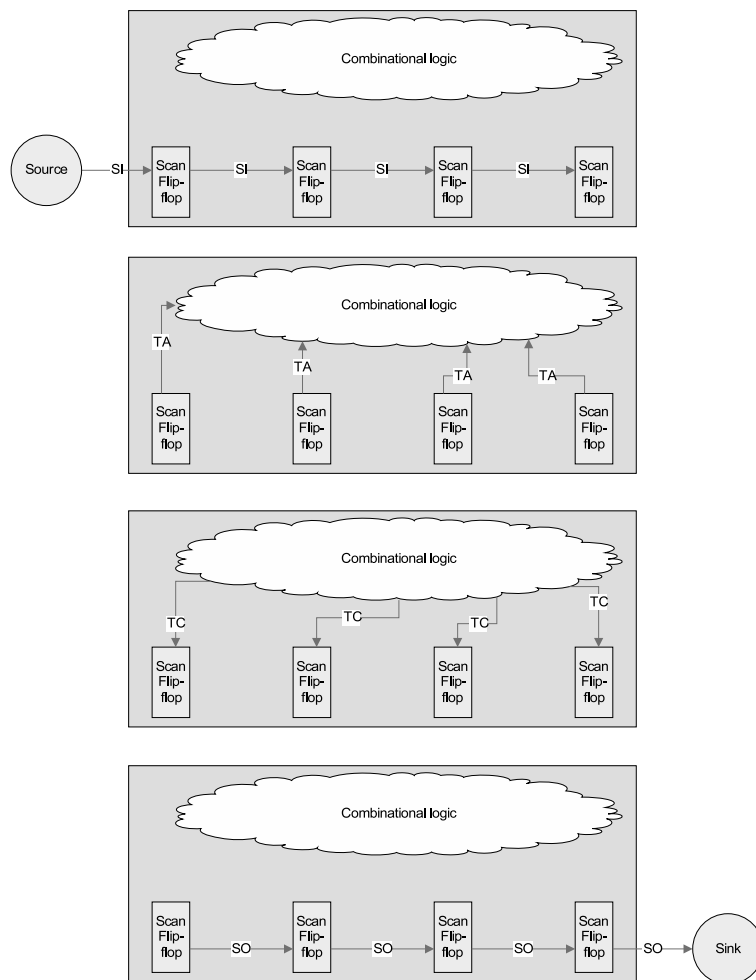 Combinational logic
Source
SI
Scan
Flip-
flop
SI
Scan
Flip-
flop
SI
Scan
Flip-
flop
SI
Scan
Flip-
flop
Combinational logic
TA
TA
TA
TA
Scan
Flip-
flop
Scan
Flip-
flop
Scan
Flip-
flop
Scan
Flip-
flop
Combinational logic
TC
TC
TC
TC
Scan
Flip-
flop
Scan
Flip-
flop
Scan
Flip-
flop
Scan
Flip-
flop
Combinational logic
Scan
Flip-
flop
SO
Scan
Flip-
flop
SO
Scan
Flip-
flop
SO
Scan
Flip-
flop
SO
Sink